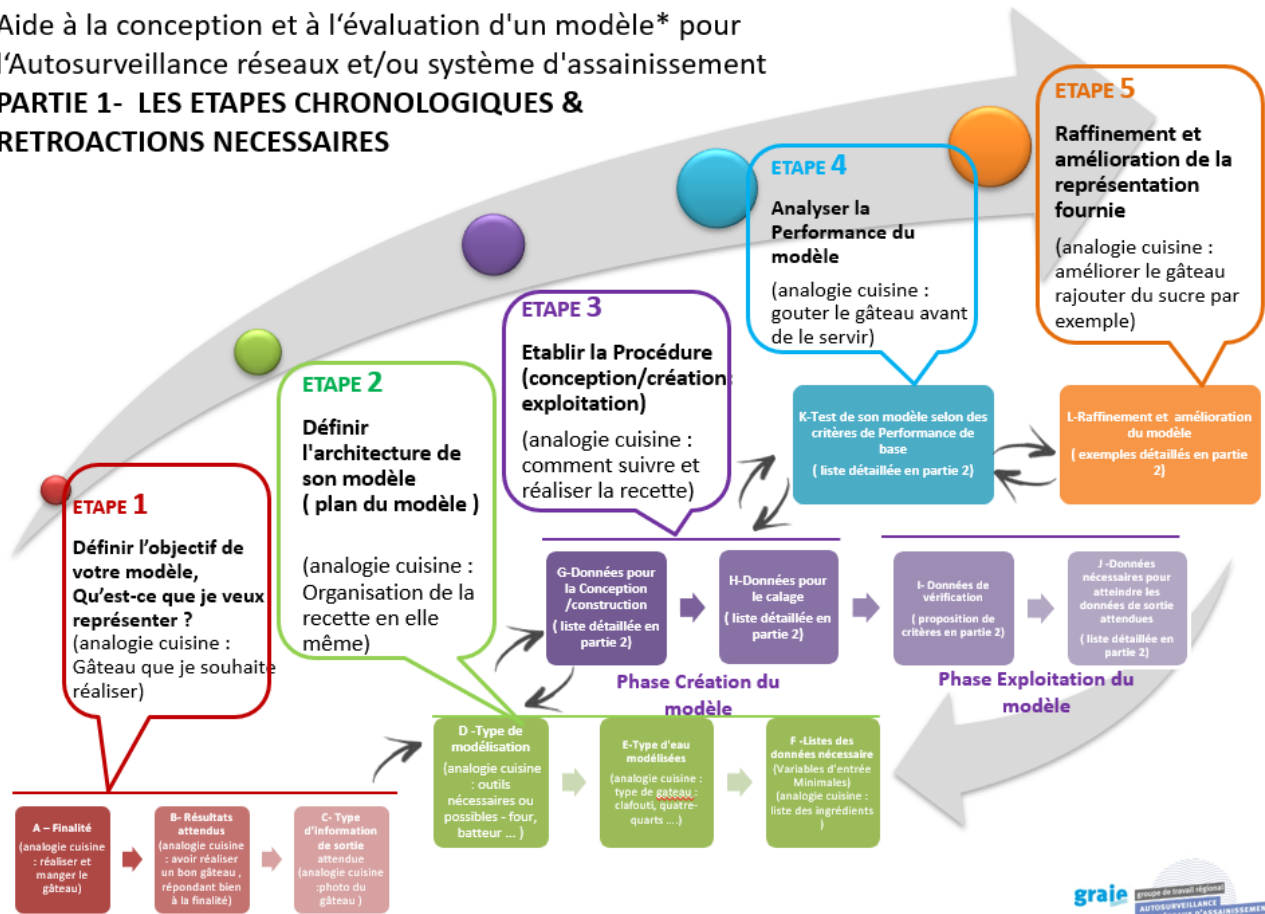 Aide à la conception et à l‘évaluation d'un modèle* pour
l‘Autosurveillance réseaux et/ou système d'assainissement
PARTIE 1- LES ETAPES CHRONOLOGIQUES &
RETROACTIONS NECESSAIRES
ETAPE 1
Définir l’objectif de
votre modèle,
Qu’est-ce que je veux
représenter ?
(analogie cuisine :
Gâteau que je souhaite
réaliser)
ETAPE 2
Définir
l'architecture de
son modèle
( plan du modèle )
(analogie cuisine :
Organisation de la
recette en elle
même)
ETAPE 3
Etablir la Procédure
(conception/création
exploitation)
(analogie cuisine :
comment suivre et
réaliser la recette)
ETAPE 4
Analyser la
Performance du
modèle
(analogie cuisine :
gouter le gâteau avant
de le servir)
ETAPE 5
Raffinement et
amélioration de la
représentation
fournie
(analogie cuisine :
améliorer le gâteau
rajouter du sucre par
exemple)
K-Test de son modèle selon des
critères de Performance de
base
( liste détaillée en partie 2)
L-Raffinement et amélioration
du modèle
( exemples détaillés en partie
2)
G-Données pour
la Conception
/construction
( liste détaillée en
partie 2)
H-Données pour
le calage
( liste détaillée en
partie 2)
I- Données de
vérification
( proposition de
critères en partie 2)
J -Données
nécessaires pour
atteindre les
données de sortie
attendues
( liste détaillée en
partie 2)
Phase Création du
modèle
Phase Exploitation du
modèle
D -Type de
modélisation
(analogie cuisine
: outils
nécessaires ou
possibles - four,
batteur ... )
E-Type d'eau
modélisées
(analogie cuisine :
type de gateau :
clafouti, quatre-
quarts ....)
F -Listes des
données nécessaire
(Variables d'entrée
Minimales)
(analogie cuisine :
liste des ingrédients
)
A – Finalité
(analogie cuisine
: réaliser et
manger le
gâteau)
B- Résultats
attendus
(analogie cuisine
: avoir réaliser
un bon gâteau ,
répondant bien
à la finalité)
C- Type
d’information
de sortie
attendue
(analogie cuisine
:photo du
gâteau )
graie
groupe de travail régional
AUTOSURVEILLANCE
D'ASSAINISSEMENT